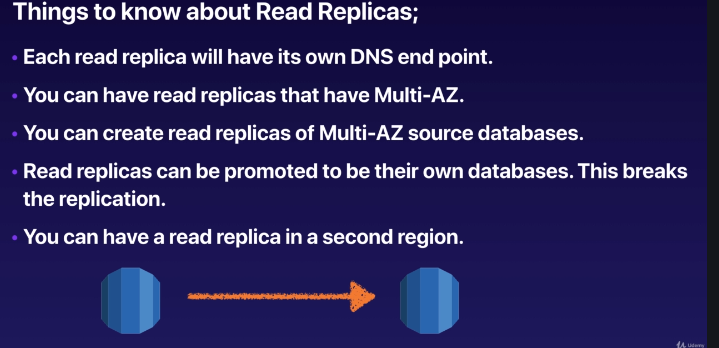 Things to know about Read Replicas;
• Each read replica will have its own DNS end point.
• You can have read replicas that have Multi-AZ.
• You can create read replicas of Multi-AZ source databases.
• Read replicas can be promoted to be their own databases. This breaks
the replication.
• You can have a read replica in a second region.
Udemy